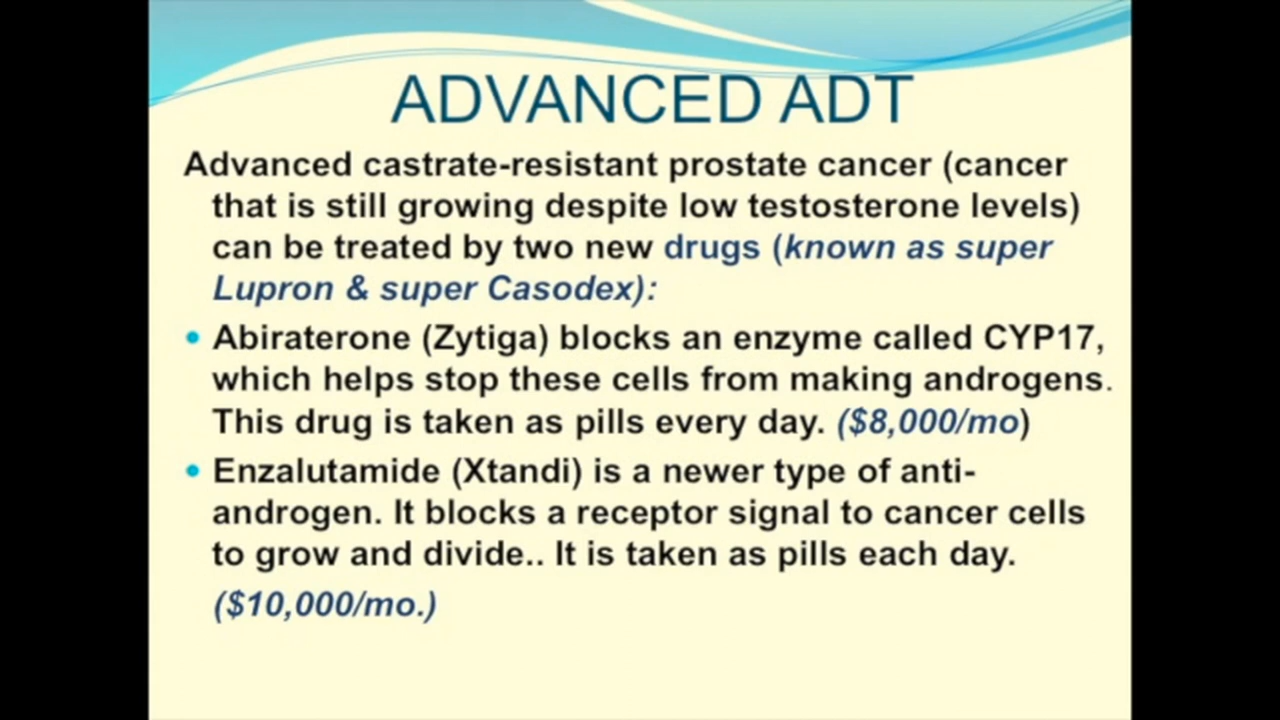 ADVANCED ADT
Advanced castrate-resistant prostate cancer (cancer
that is still growing despite low testosterone levels)
can be treated by two new drugs (known as super
Lupron & super Casodex):
• Abiraterone (Zytiga) blocks an enzyme called CYP17,
which helps stop these cells from making androgens.
This drug is taken as pills every day. ($8,000/mo)
• Enzalutamide (Xtandi) is a newer type of anti-
androgen. It blocks a receptor signal to cancer cells
to grow and divide.. It is taken as pills each day.
($10,000/mo.)